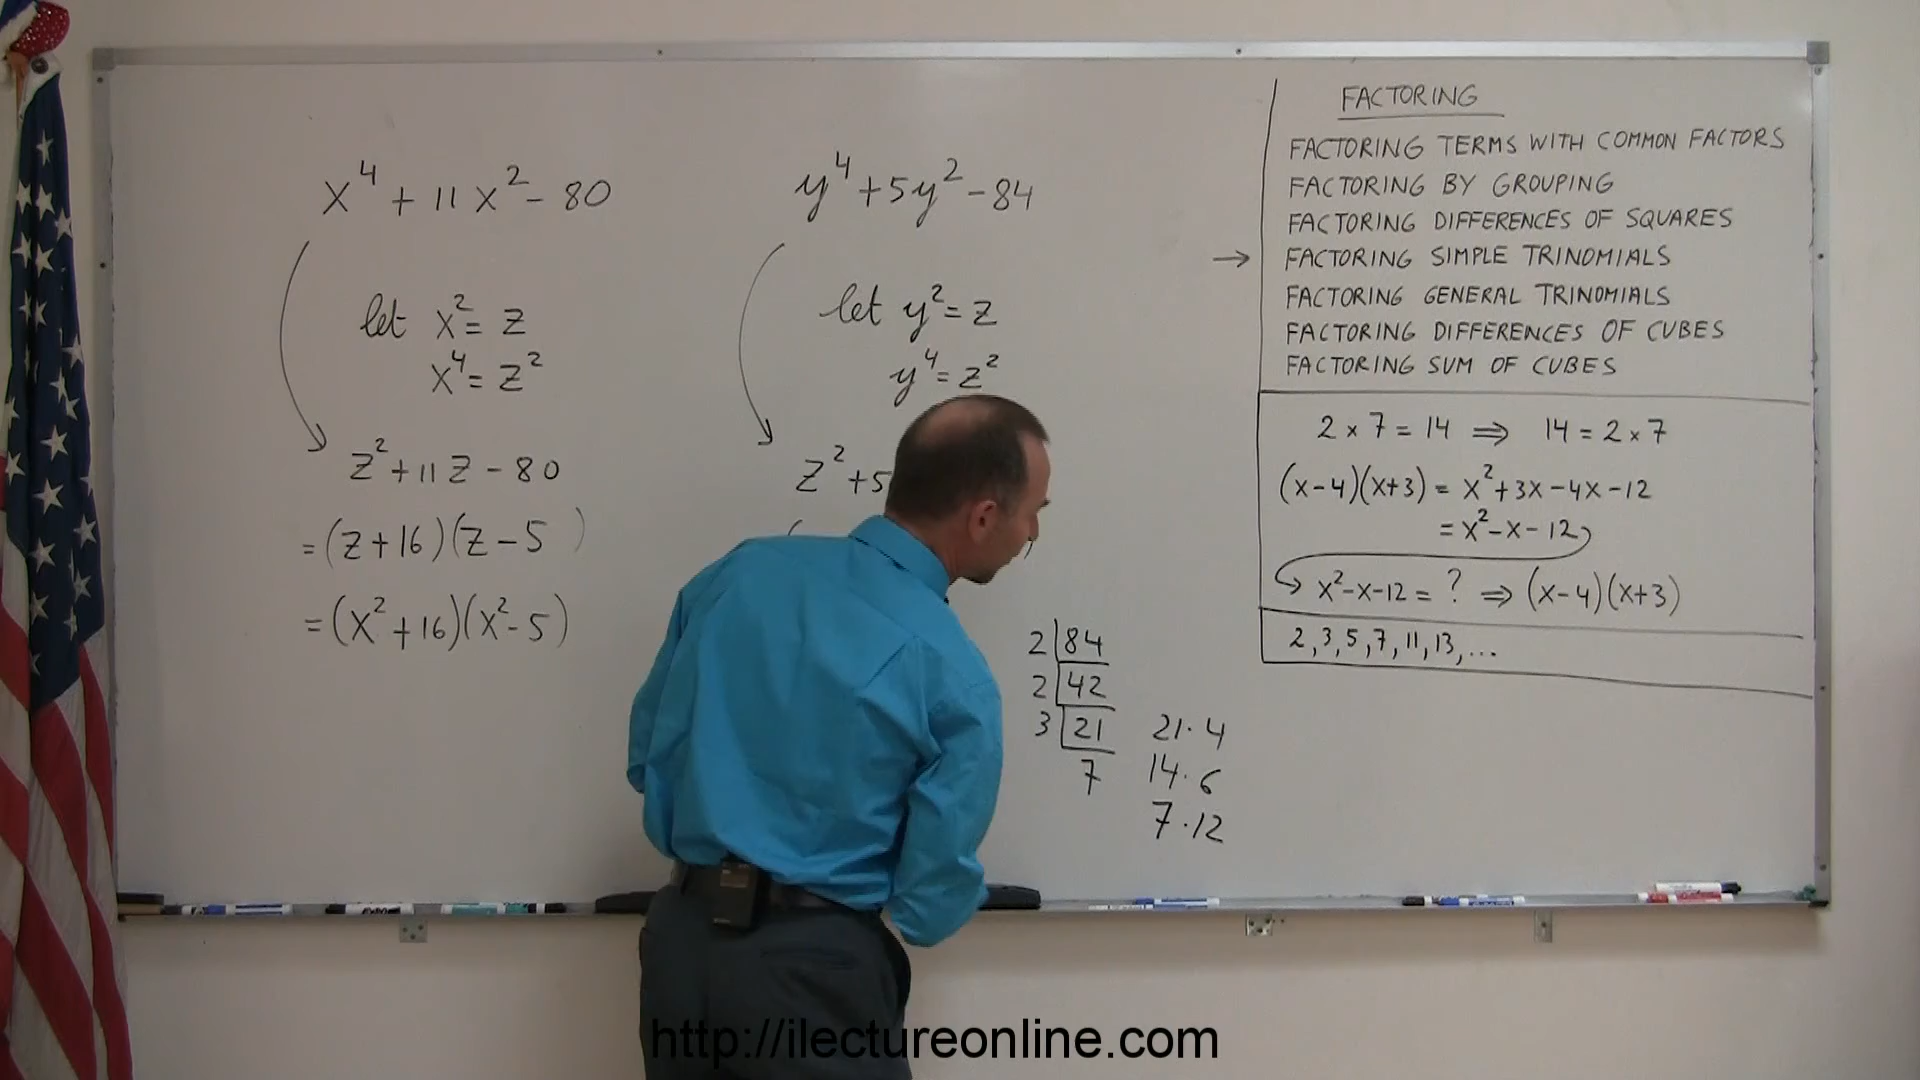 x⁴ + 11x² - 80
let x² = z
x⁴ = z²
z² + 11z - 80
= (z + 16)(z - 5 )
= (x² + 16)(x² - 5)
y⁴ + 5y² - 84
let y² = z
y⁴ = z²
z² + 5
(
)
2 | 84
2 | 42
3 | 21
7
21 · 4
14 · 6
7 · 12
FACTORING
FACTORING TERMS WITH COMMON FACTORS
FACTORING BY GROUPING
FACTORING DIFFERENCES OF SQUARES
→ FACTORING SIMPLE TRINOMIALS
FACTORING GENERAL TRINOMIALS
FACTORING DIFFERENCES OF CUBES
FACTORING SUM OF CUBES
2 × 7 = 14 ⇒ 14 = 2 × 7
(x-4)(x+3) = x² + 3x - 4x - 12
= x² - x - 12
x² - x - 12 = ? ⇒ (x-4)(x+3)
2, 3, 5, 7, 11, 13, ...
http://ilectureonline.com